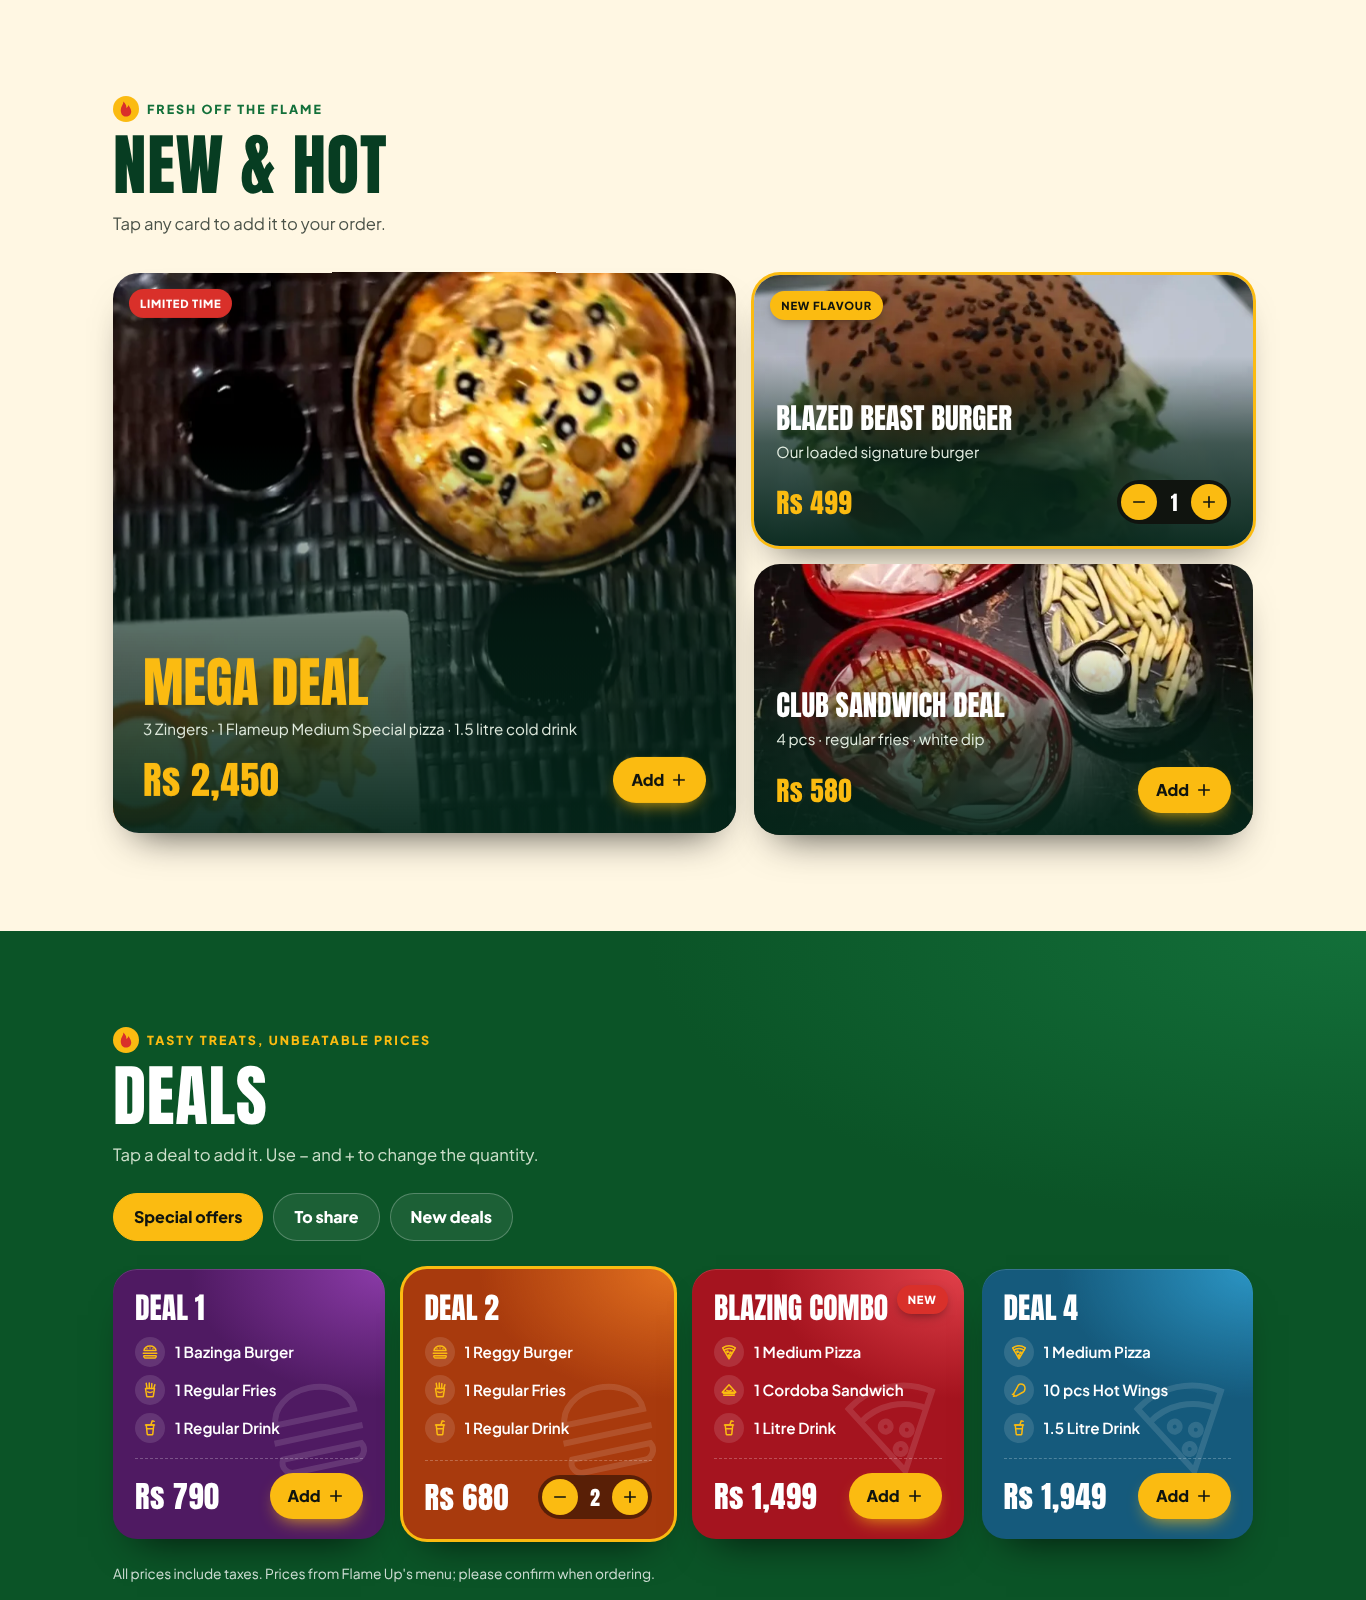 FRESH OFF THE FLAME
NEW & HOT
Tap any card to add it to your order.
LIMITED TIME
MEGA DEAL
3 Zingers · 1 Flameup Medium Special pizza · 1.5 litre cold drink
Rs 2,450
Add +
NEW FLAVOUR
BLAZED BEAST BURGER
Our loaded signature burger
Rs 499
− 1 +
CLUB SANDWICH DEAL
4 pcs · regular fries · white dip
Rs 580
Add +
TASTY TREATS, UNBEATABLE PRICES
DEALS
Tap a deal to add it. Use − and + to change the quantity.
Special offers
To share
New deals
DEAL 1
1 Bazinga Burger
1 Regular Fries
1 Regular Drink
Rs 790
Add +
DEAL 2
1 Reggy Burger
1 Regular Fries
1 Regular Drink
Rs 680
− 2 +
BLAZING COMBO
NEW
1 Medium Pizza
1 Cordoba Sandwich
1 Litre Drink
Rs 1,499
Add +
DEAL 4
1 Medium Pizza
10 pcs Hot Wings
1.5 Litre Drink
Rs 1,949
Add +
All prices include taxes. Prices from Flame Up's menu; please confirm when ordering.